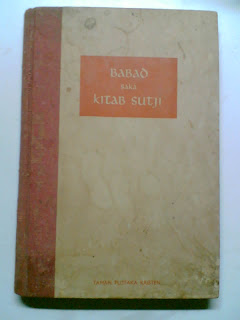 BABAD
SAKA
KITAB SUTJI
TAMAN PUSTAKA KRISTEN